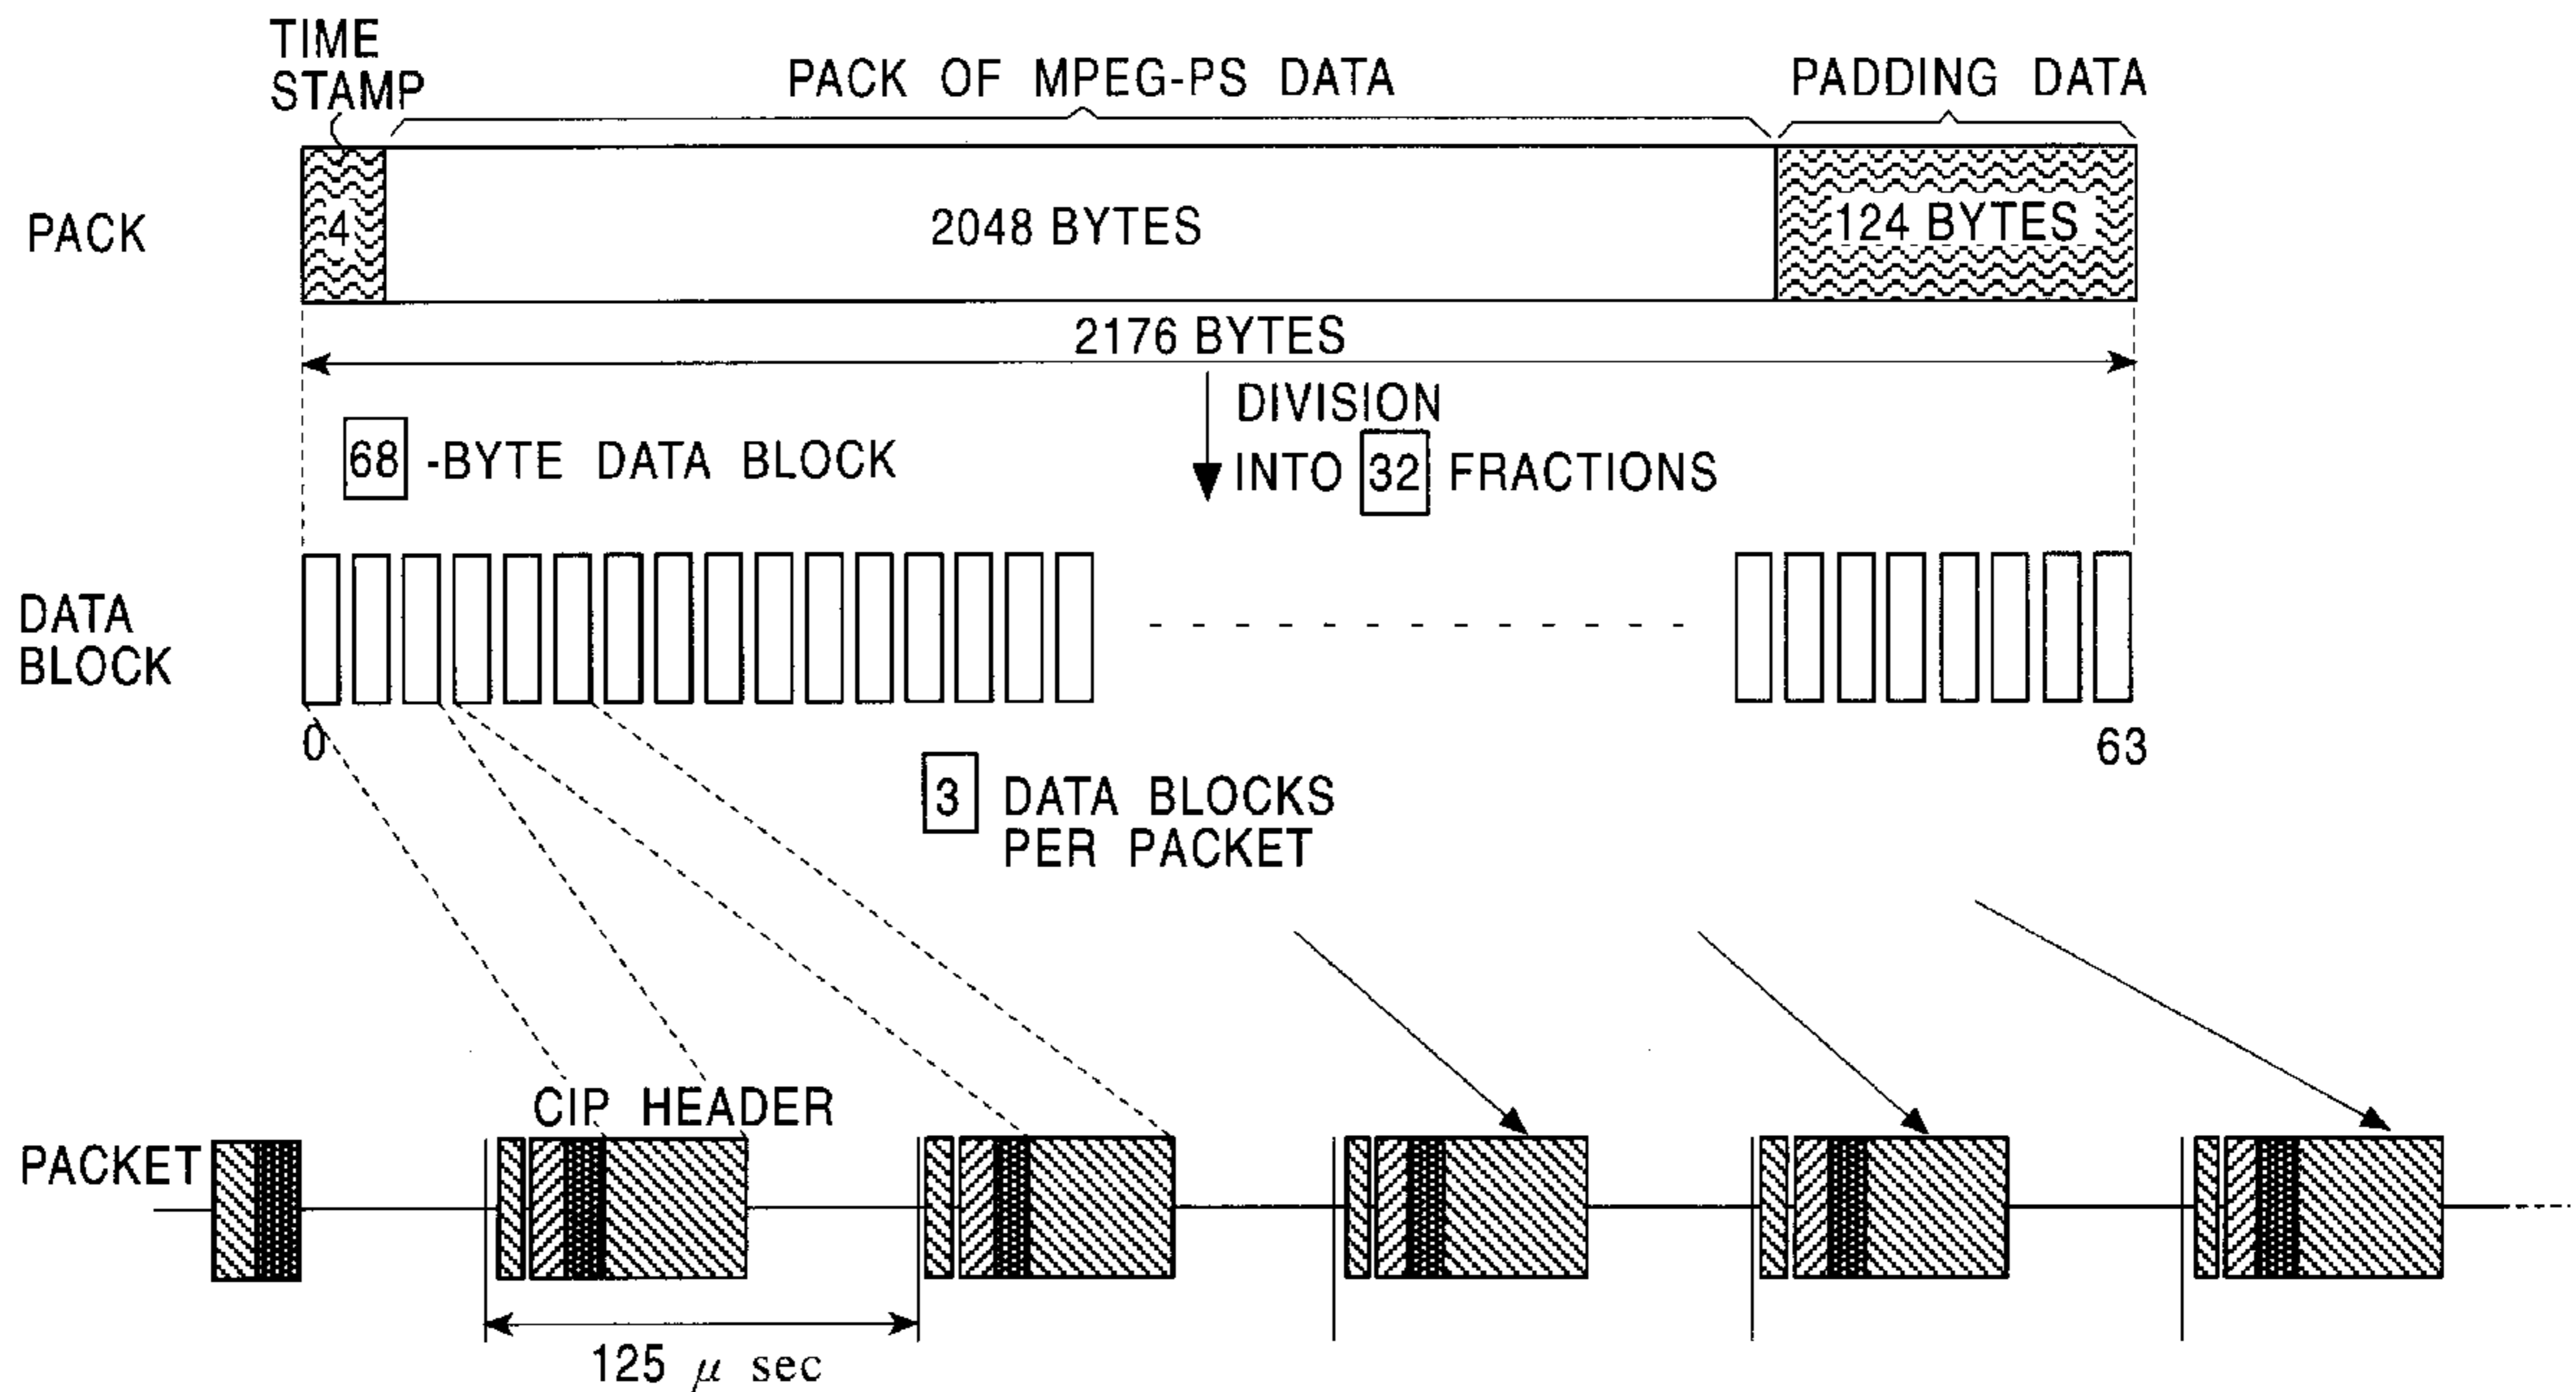 TIME
STAMP
PACK OF MPEG-PS DATA
PADDING DATA
PACK
4
2048 BYTES
124 BYTES
2176 BYTES
68 -BYTE DATA BLOCK
DIVISION
INTO 32 FRACTIONS
DATA
BLOCK
0
63
3 DATA BLOCKS
PER PACKET
CIP HEADER
PACKET
125 μ sec